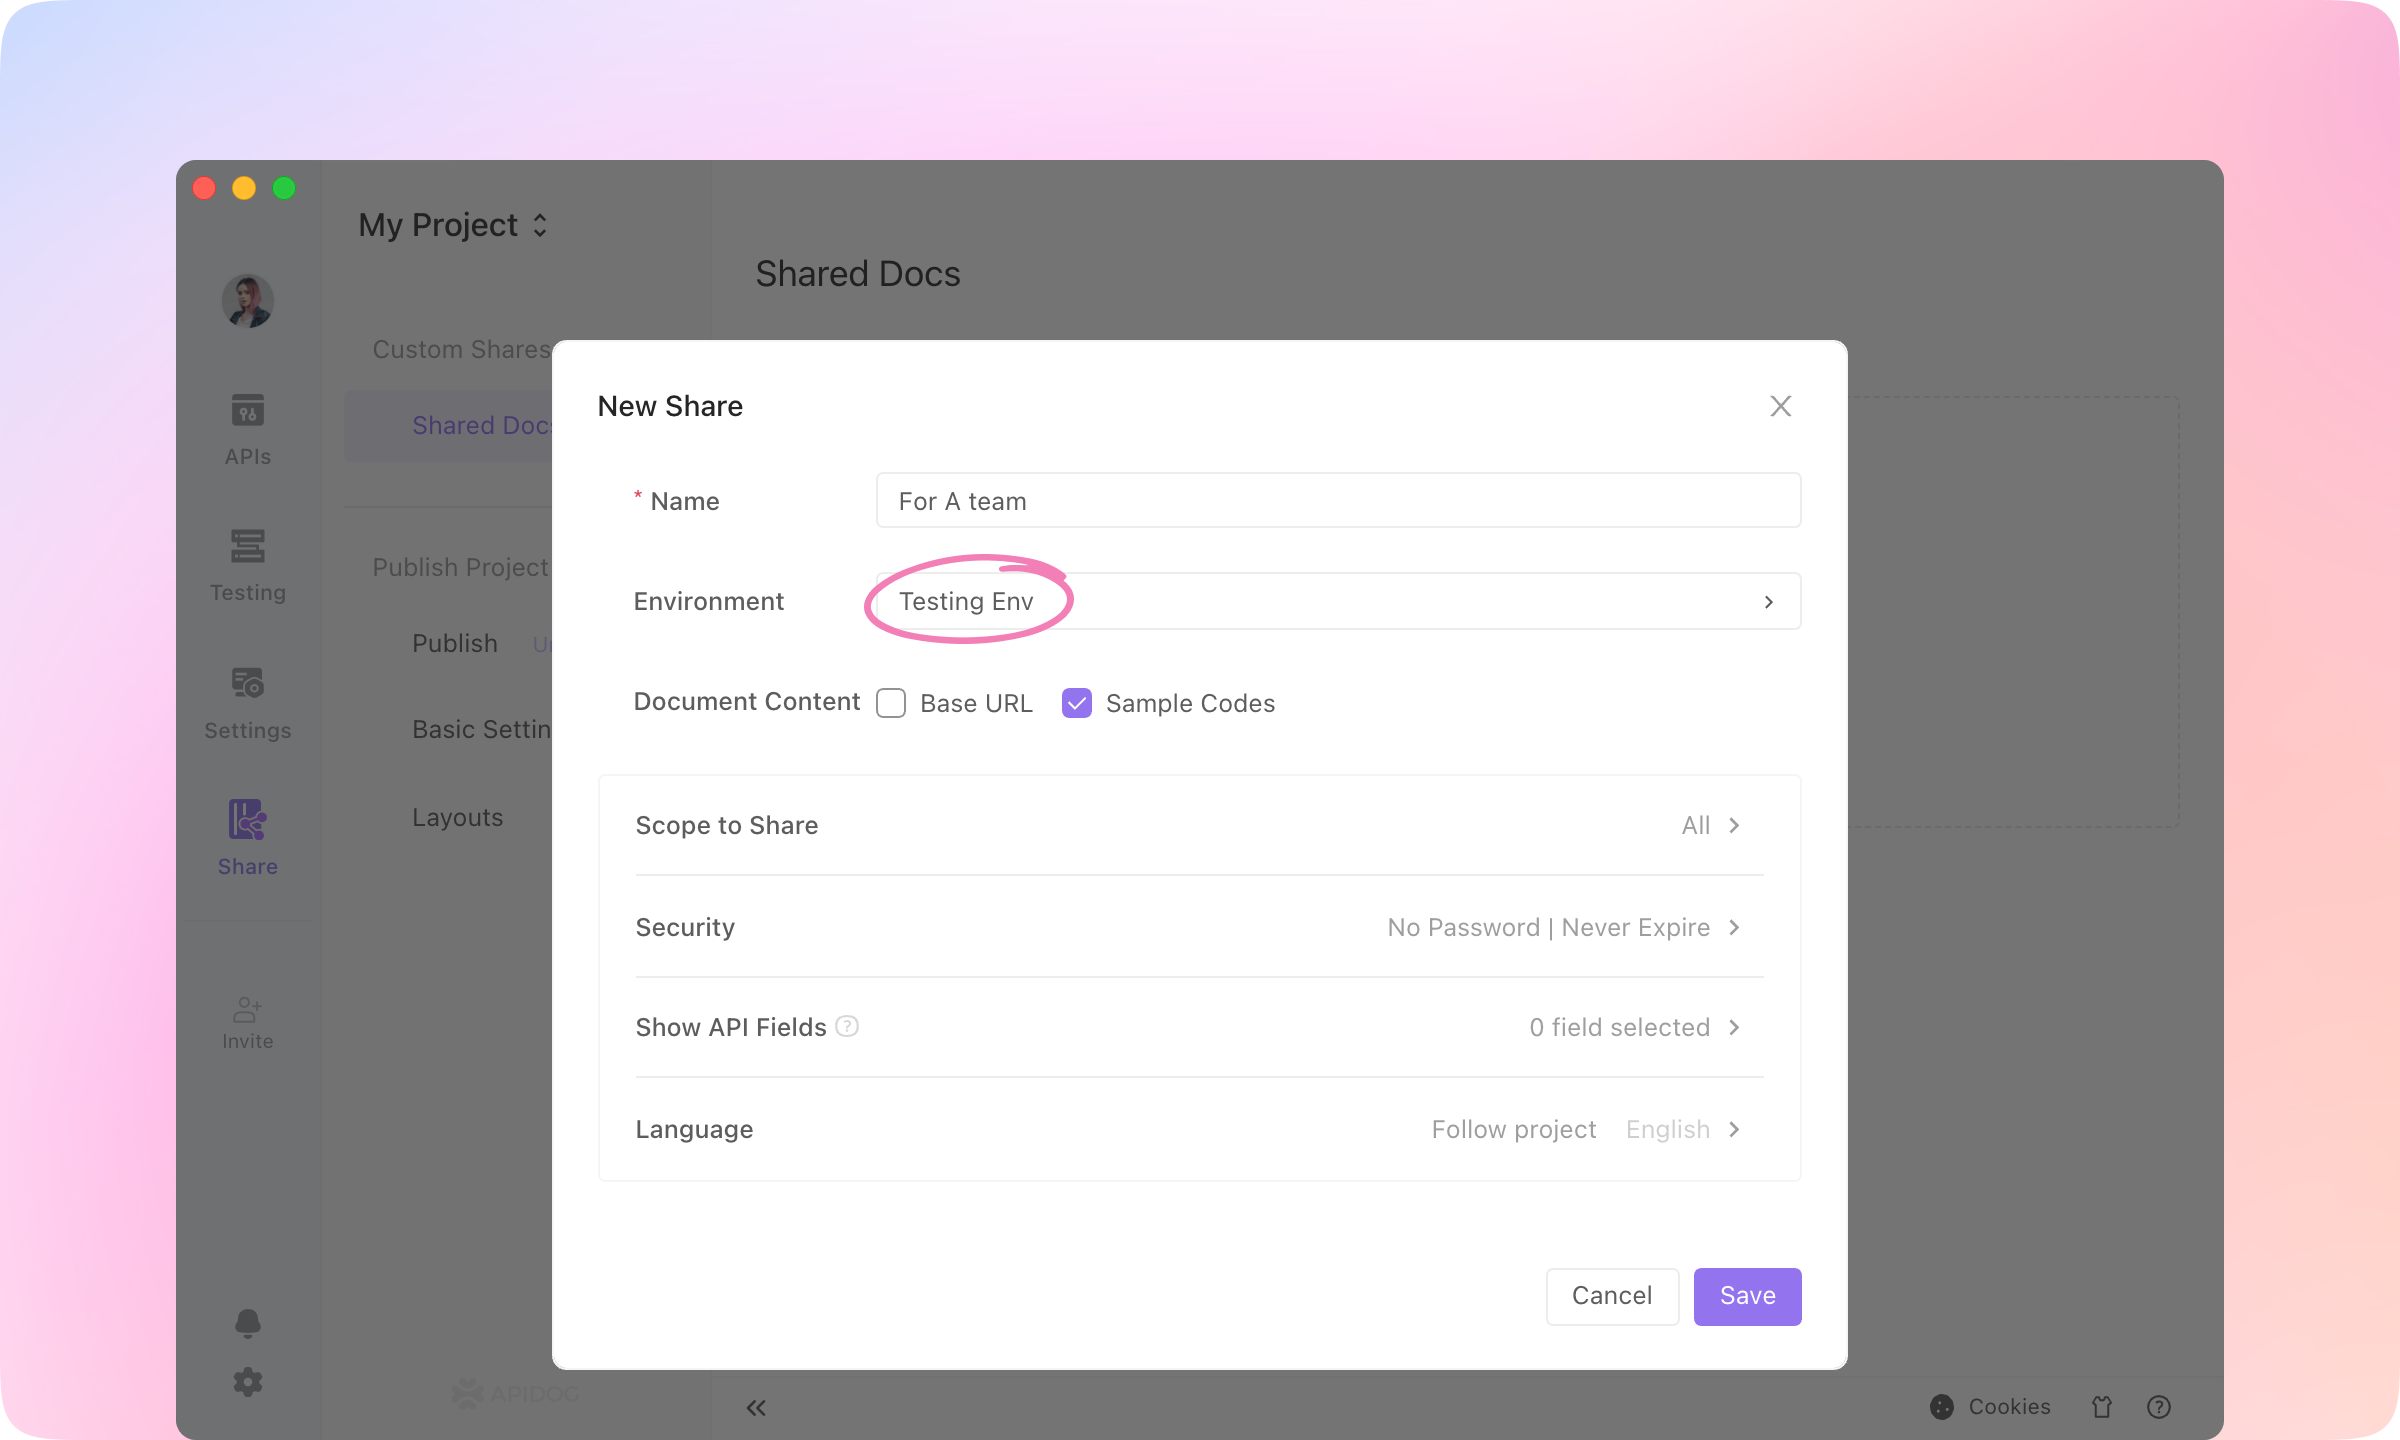 My Project
Shared Docs
Custom Shares
Shared Docs
APIs
Testing
Settings
Share
Invite
Publish Project
Publish
Basic Settin
Layouts
New Share
* Name
For A team
Environment
Testing Env
Document Content
Base URL
Sample Codes
Scope to Share
All
Security
No Password | Never Expire
Show API Fields ?
0 field selected
Language
Follow project English
Cancel
Save
APIDOG
Cookies
?